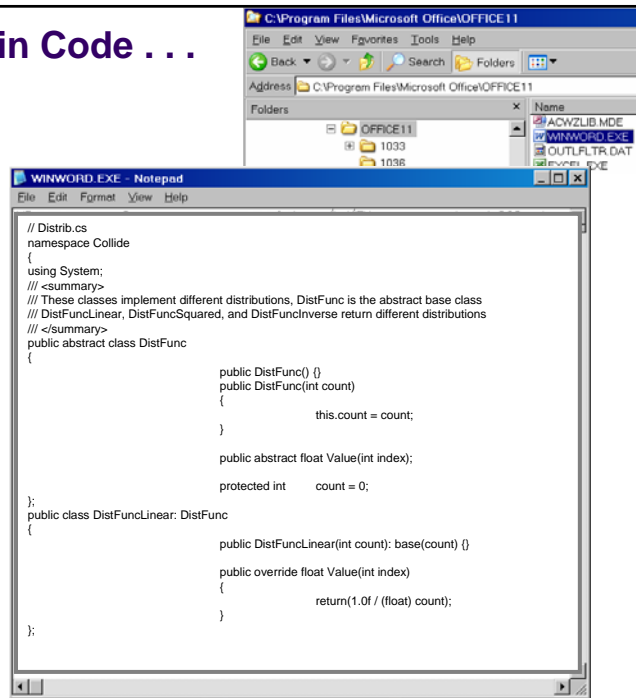 in Code . . .
C:\Program Files\Microsoft Office\OFFICE11
File Edit View Favorites Tools Help
Back Search Folders
Address C:\Program Files\Microsoft Office\OFFICE11
Folders × Name
OFFICE11
1033
1036
ACWZLIB.MDE
WINWORD.EXE
OUTLFLTR.DAT
EXCEL.EXE
WINWORD.EXE - Notepad
File Edit Format View Help
// Distrib.cs
namespace Collide
{
using System;
/// <summary>
/// These classes implement different distributions, DistFunc is the abstract base class
/// DistFuncLinear, DistFuncSquared, and DistFuncInverse return different distributions
/// </summary>
public abstract class DistFunc
{
public DistFunc() {}
public DistFunc(int count)
{
this.count = count;
}
public abstract float Value(int index);
protected int count = 0;
};
public class DistFuncLinear: DistFunc
{
public DistFuncLinear(int count): base(count) {}
public override float Value(int index)
{
return(1.0f / (float) count);
}
};